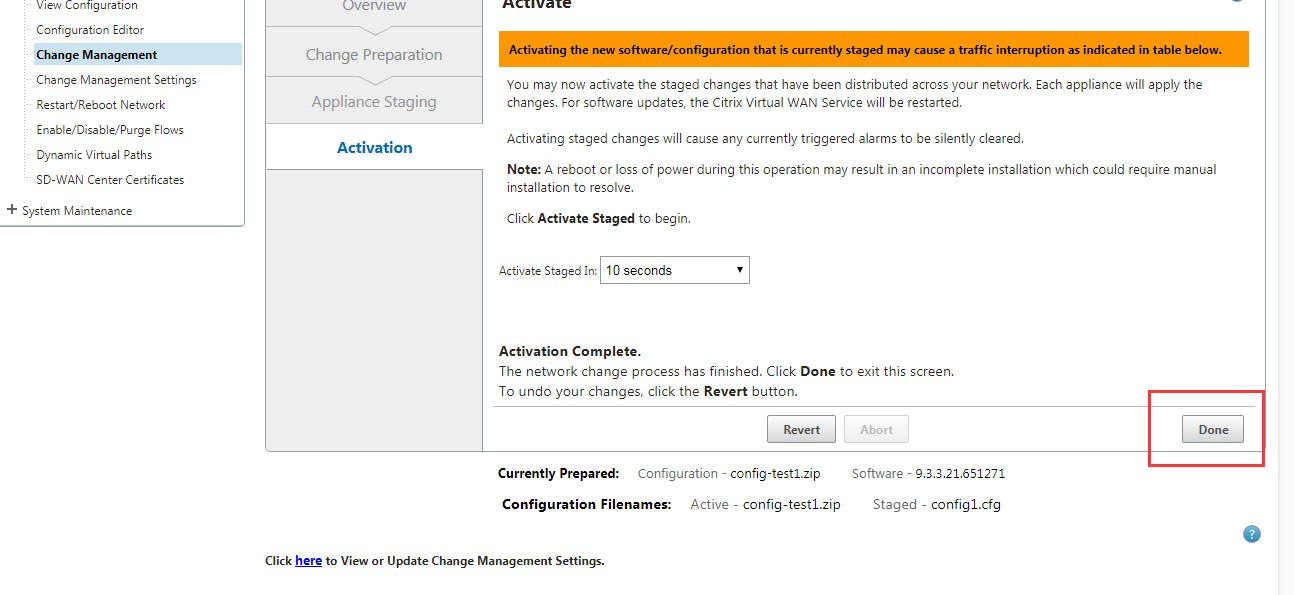 View Configuration
Configuration Editor
Change Management
Change Management Settings
Restart/Reboot Network
Enable/Disable/Purge Flows
Dynamic Virtual Paths
SD-WAN Center Certificates
+ System Maintenance
Overview
Change Preparation
Appliance Staging
Activation
Activate
Activating the new software/configuration that is currently staged may cause a traffic interruption as indicated in table below.
You may now activate the staged changes that have been distributed across your network. Each appliance will apply the
changes. For software updates, the Citrix Virtual WAN Service will be restarted.
Activating staged changes will cause any currently triggered alarms to be silently cleared.
Note: A reboot or loss of power during this operation may result in an incomplete installation which could require manual
installation to resolve.
Click Activate Staged to begin.
Activate Staged In: 10 seconds
Activation Complete.
The network change process has finished. Click Done to exit this screen.
To undo your changes, click the Revert button.
Revert Abort Done
Currently Prepared: Configuration - config-test1.zip Software - 9.3.3.21.651271
Configuration Filenames: Active - config-test1.zip Staged - config1.cfg
?
Click here to View or Update Change Management Settings.